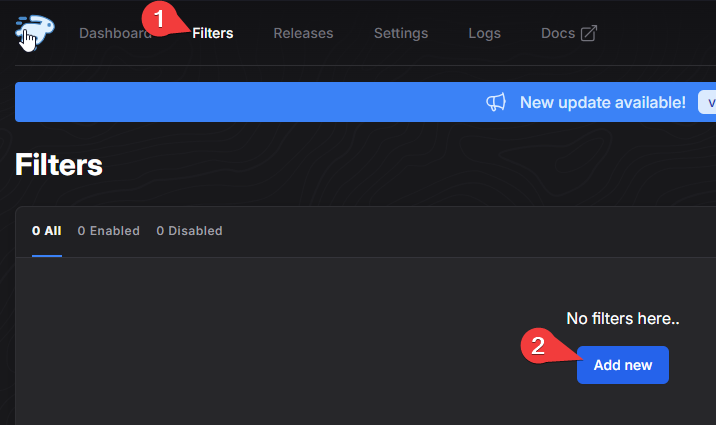 1
Dashboard Filters Releases Settings Logs Docs
New update available! v
Filters
0 All 0 Enabled 0 Disabled
No filters here..
2
Add new